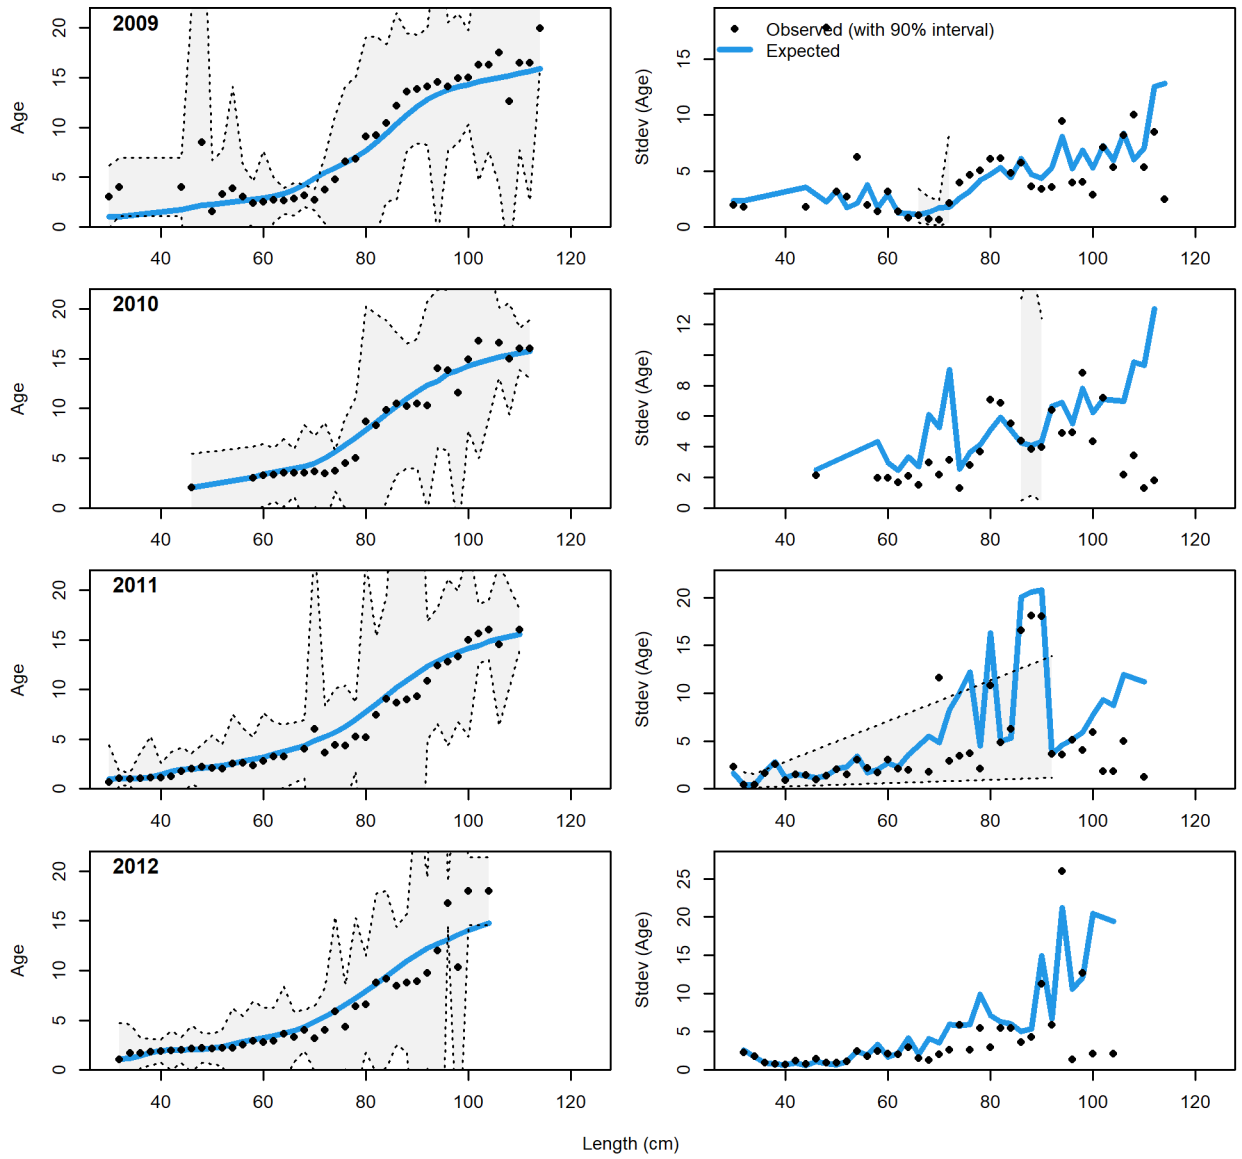 2009
Age
0 5 10 15 20
40 60 80 100 120
Observed (with 90% interval)
Expected
Stdev (Age)
0 5 10 15
40 60 80 100 120
2010
Age
0 5 10 15 20
40 60 80 100 120
Stdev (Age)
0 2 4 6 8 12
40 60 80 100 120
2011
Age
0 5 10 15 20
40 60 80 100 120
Stdev (Age)
0 5 10 15 20
40 60 80 100 120
2012
Age
0 5 10 15 20
40 60 80 100 120
Stdev (Age)
0 5 10 15 20 25
40 60 80 100 120
Length (cm)